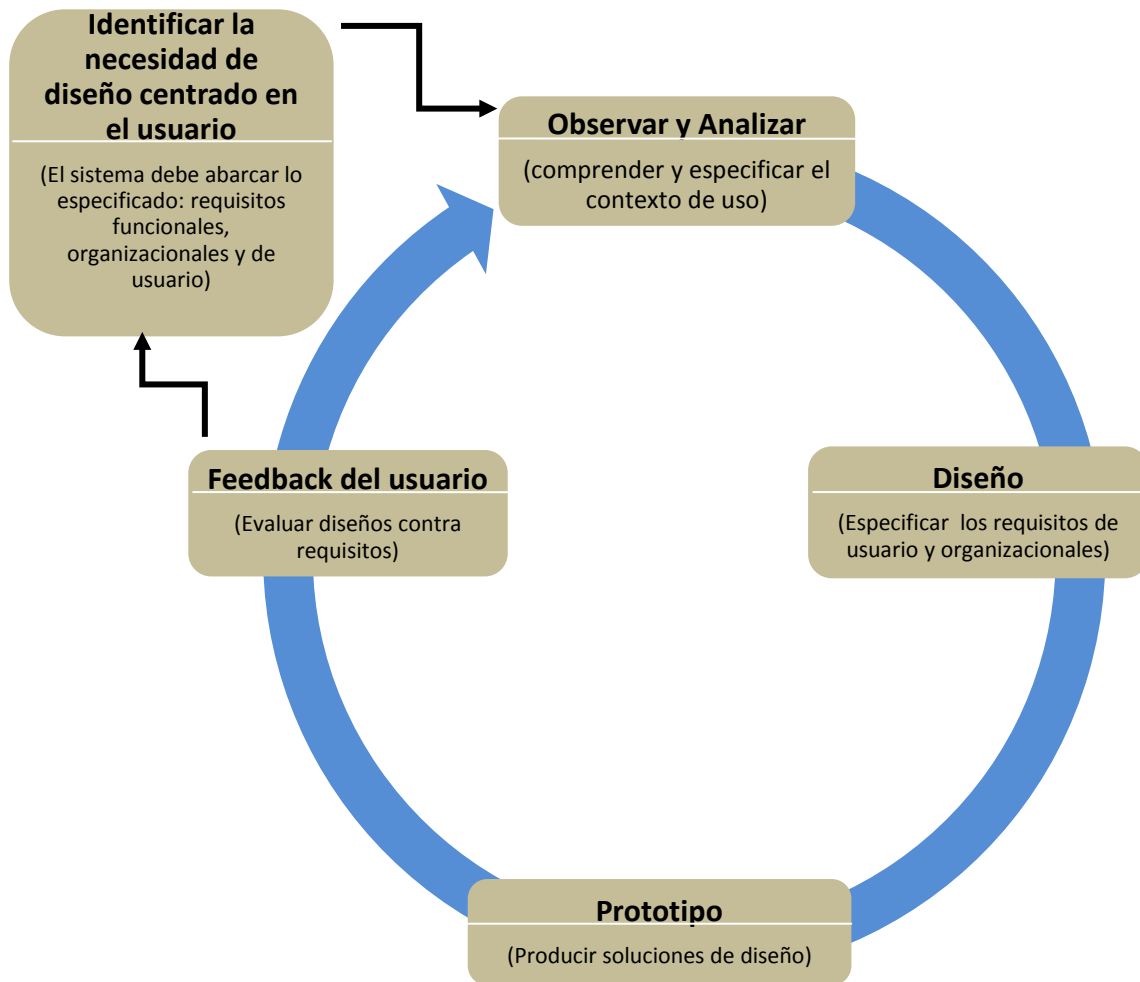 Identificar la
necesidad de
diseño centrado en
el usuario
(El sistema debe abarcar lo
especificado: requisitos
funcionales,
organizacionales y de
usuario)
Observar y Analizar
(comprender y especificar el
contexto de uso)
Diseño
(Especificar los requisitos de
usuario y organizacionales)
Prototipo
(Producir soluciones de diseño)
Feedback del usuario
(Evaluar diseños contra
requisitos)